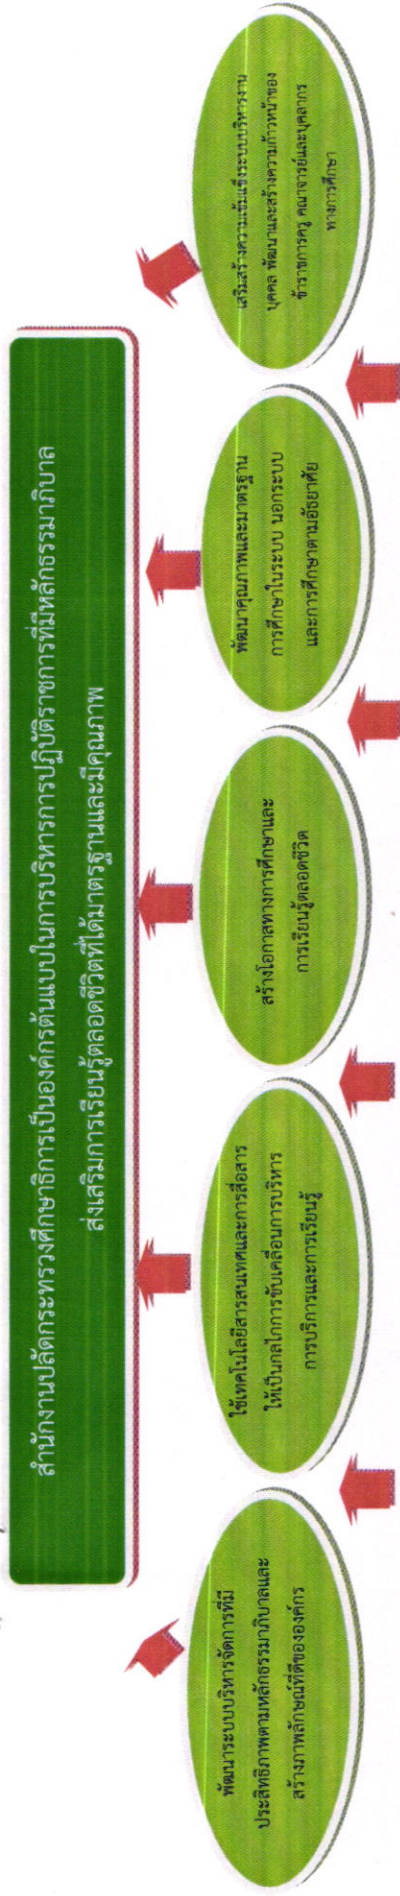 สำนักงานปลัดกระทรวงศึกษาธิการเป็นองค์กรต้นแบบในการบริหารการปฏิบัติราชการที่มีหลักธรรมาภิบาล
ส่งเสริมการเรียนรู้ตลอดชีวิตที่ได้มาตรฐานและมีคุณภาพ
พัฒนาระบบบริหารจัดการที่มี
ประสิทธิภาพตามหลักธรรมาภิบาลและ
สร้างภาพลักษณ์ที่ดีขององค์กร
ใช้เทคโนโลยีสารสนเทศและการสื่อสาร
ให้เป็นกลไกการขับเคลื่อนการบริหาร
การบริการและการเรียนรู้
สร้างโอกาสทางการศึกษาและ
การเรียนรู้ตลอดชีวิต
พัฒนาคุณภาพและมาตรฐาน
การศึกษาในระบบ นอกระบบ
และการศึกษาตามอัธยาศัย
เสริมสร้างความเข้มแข็งระบบบริหารงาน
บุคคล พัฒนาและสร้างความก้าวหน้าของ
ข้าราชการครู คณาจารย์และบุคลากร
ทางการศึกษา